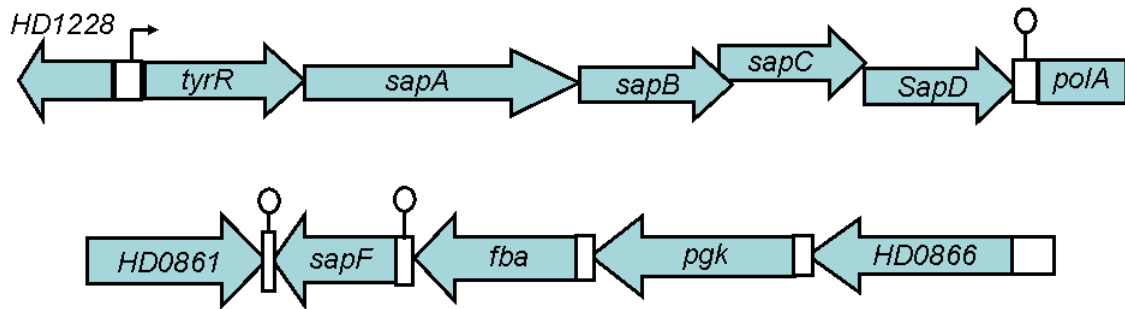 HD1228
tyrR sapA sapB sapC SapD polA
HD0861 sapF fba pgk HD0866